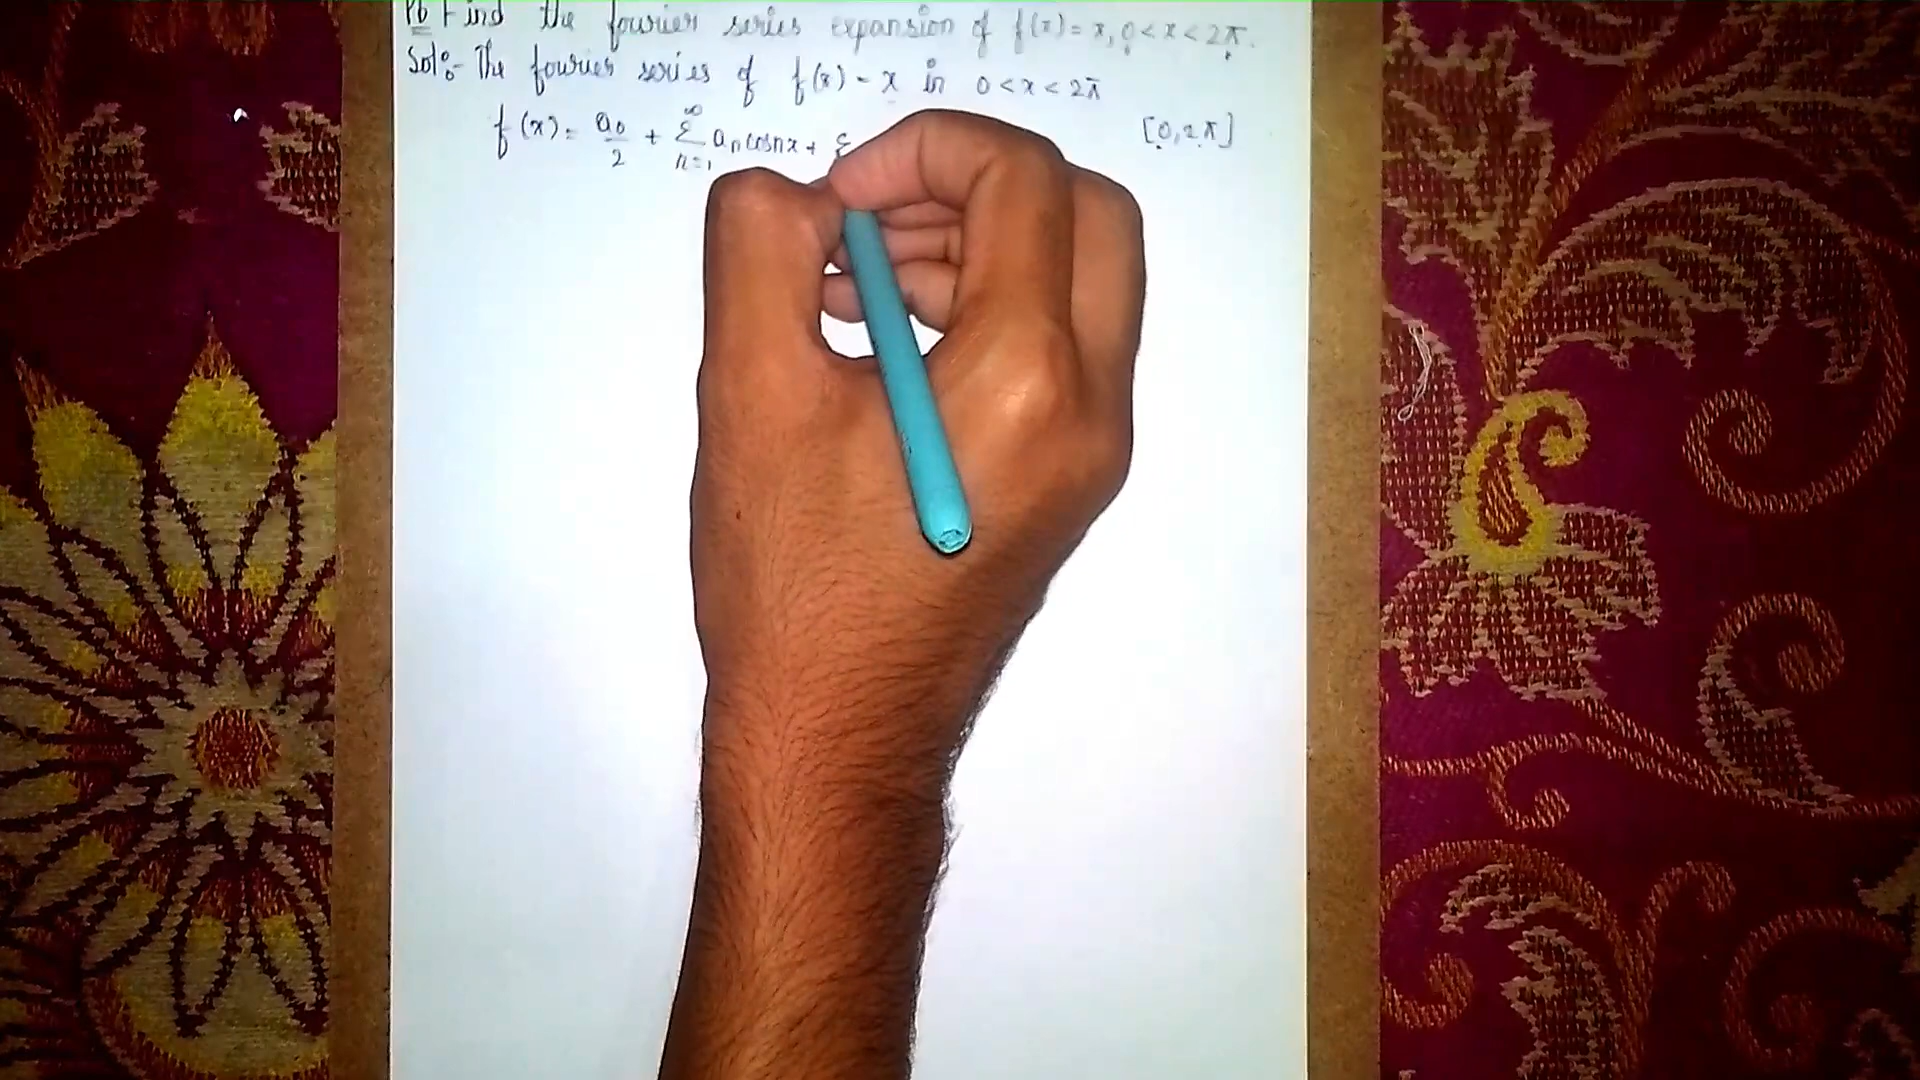 Pb Find the fourier series expansion of f(x) = x, 0 < x < 2π.
Sol:- The fourier series of f(x) = x in 0 < x < 2π
f(x) = a0/2 + ∞Σn=1 an cosnx + Σ [0, 2π]